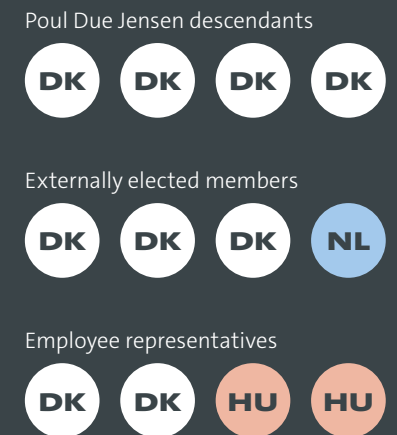 Poul Due Jensen descendants
DK DK DK DK
Externally elected members
DK DK DK NL
Employee representatives
DK DK HU HU